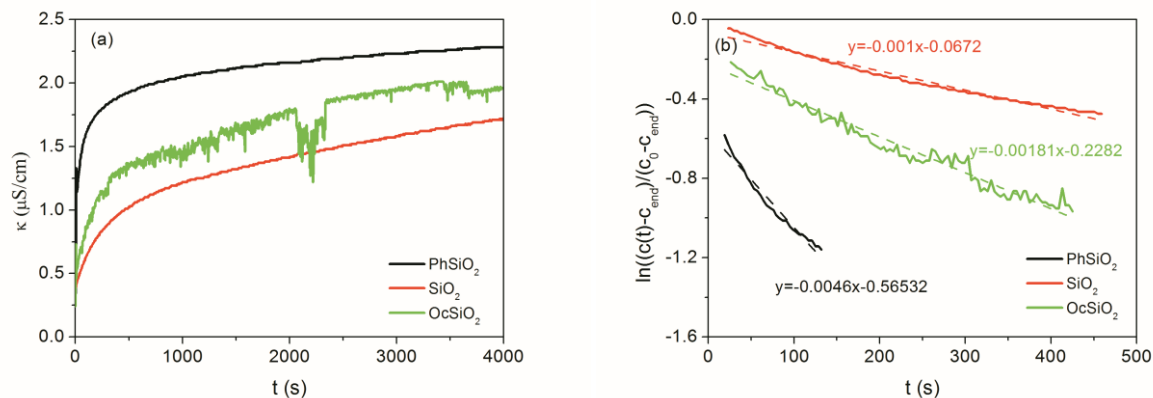 (a)
2.5
2.0
1.5
1.0
0.5
0.0
κ (μS/cm)
PhSiO₂
SiO₂
OcSiO₂
0 1000 2000 3000 4000
t (s)
(b)
0.0
-0.4
-0.8
-1.2
-1.6
ln((c(t)-c_end)/(c₀-c_end))
y=-0.001x-0.0672
y=-0.00181x-0.2282
y=-0.0046x-0.56532
PhSiO₂
SiO₂
OcSiO₂
0 100 200 300 400 500
t (s)